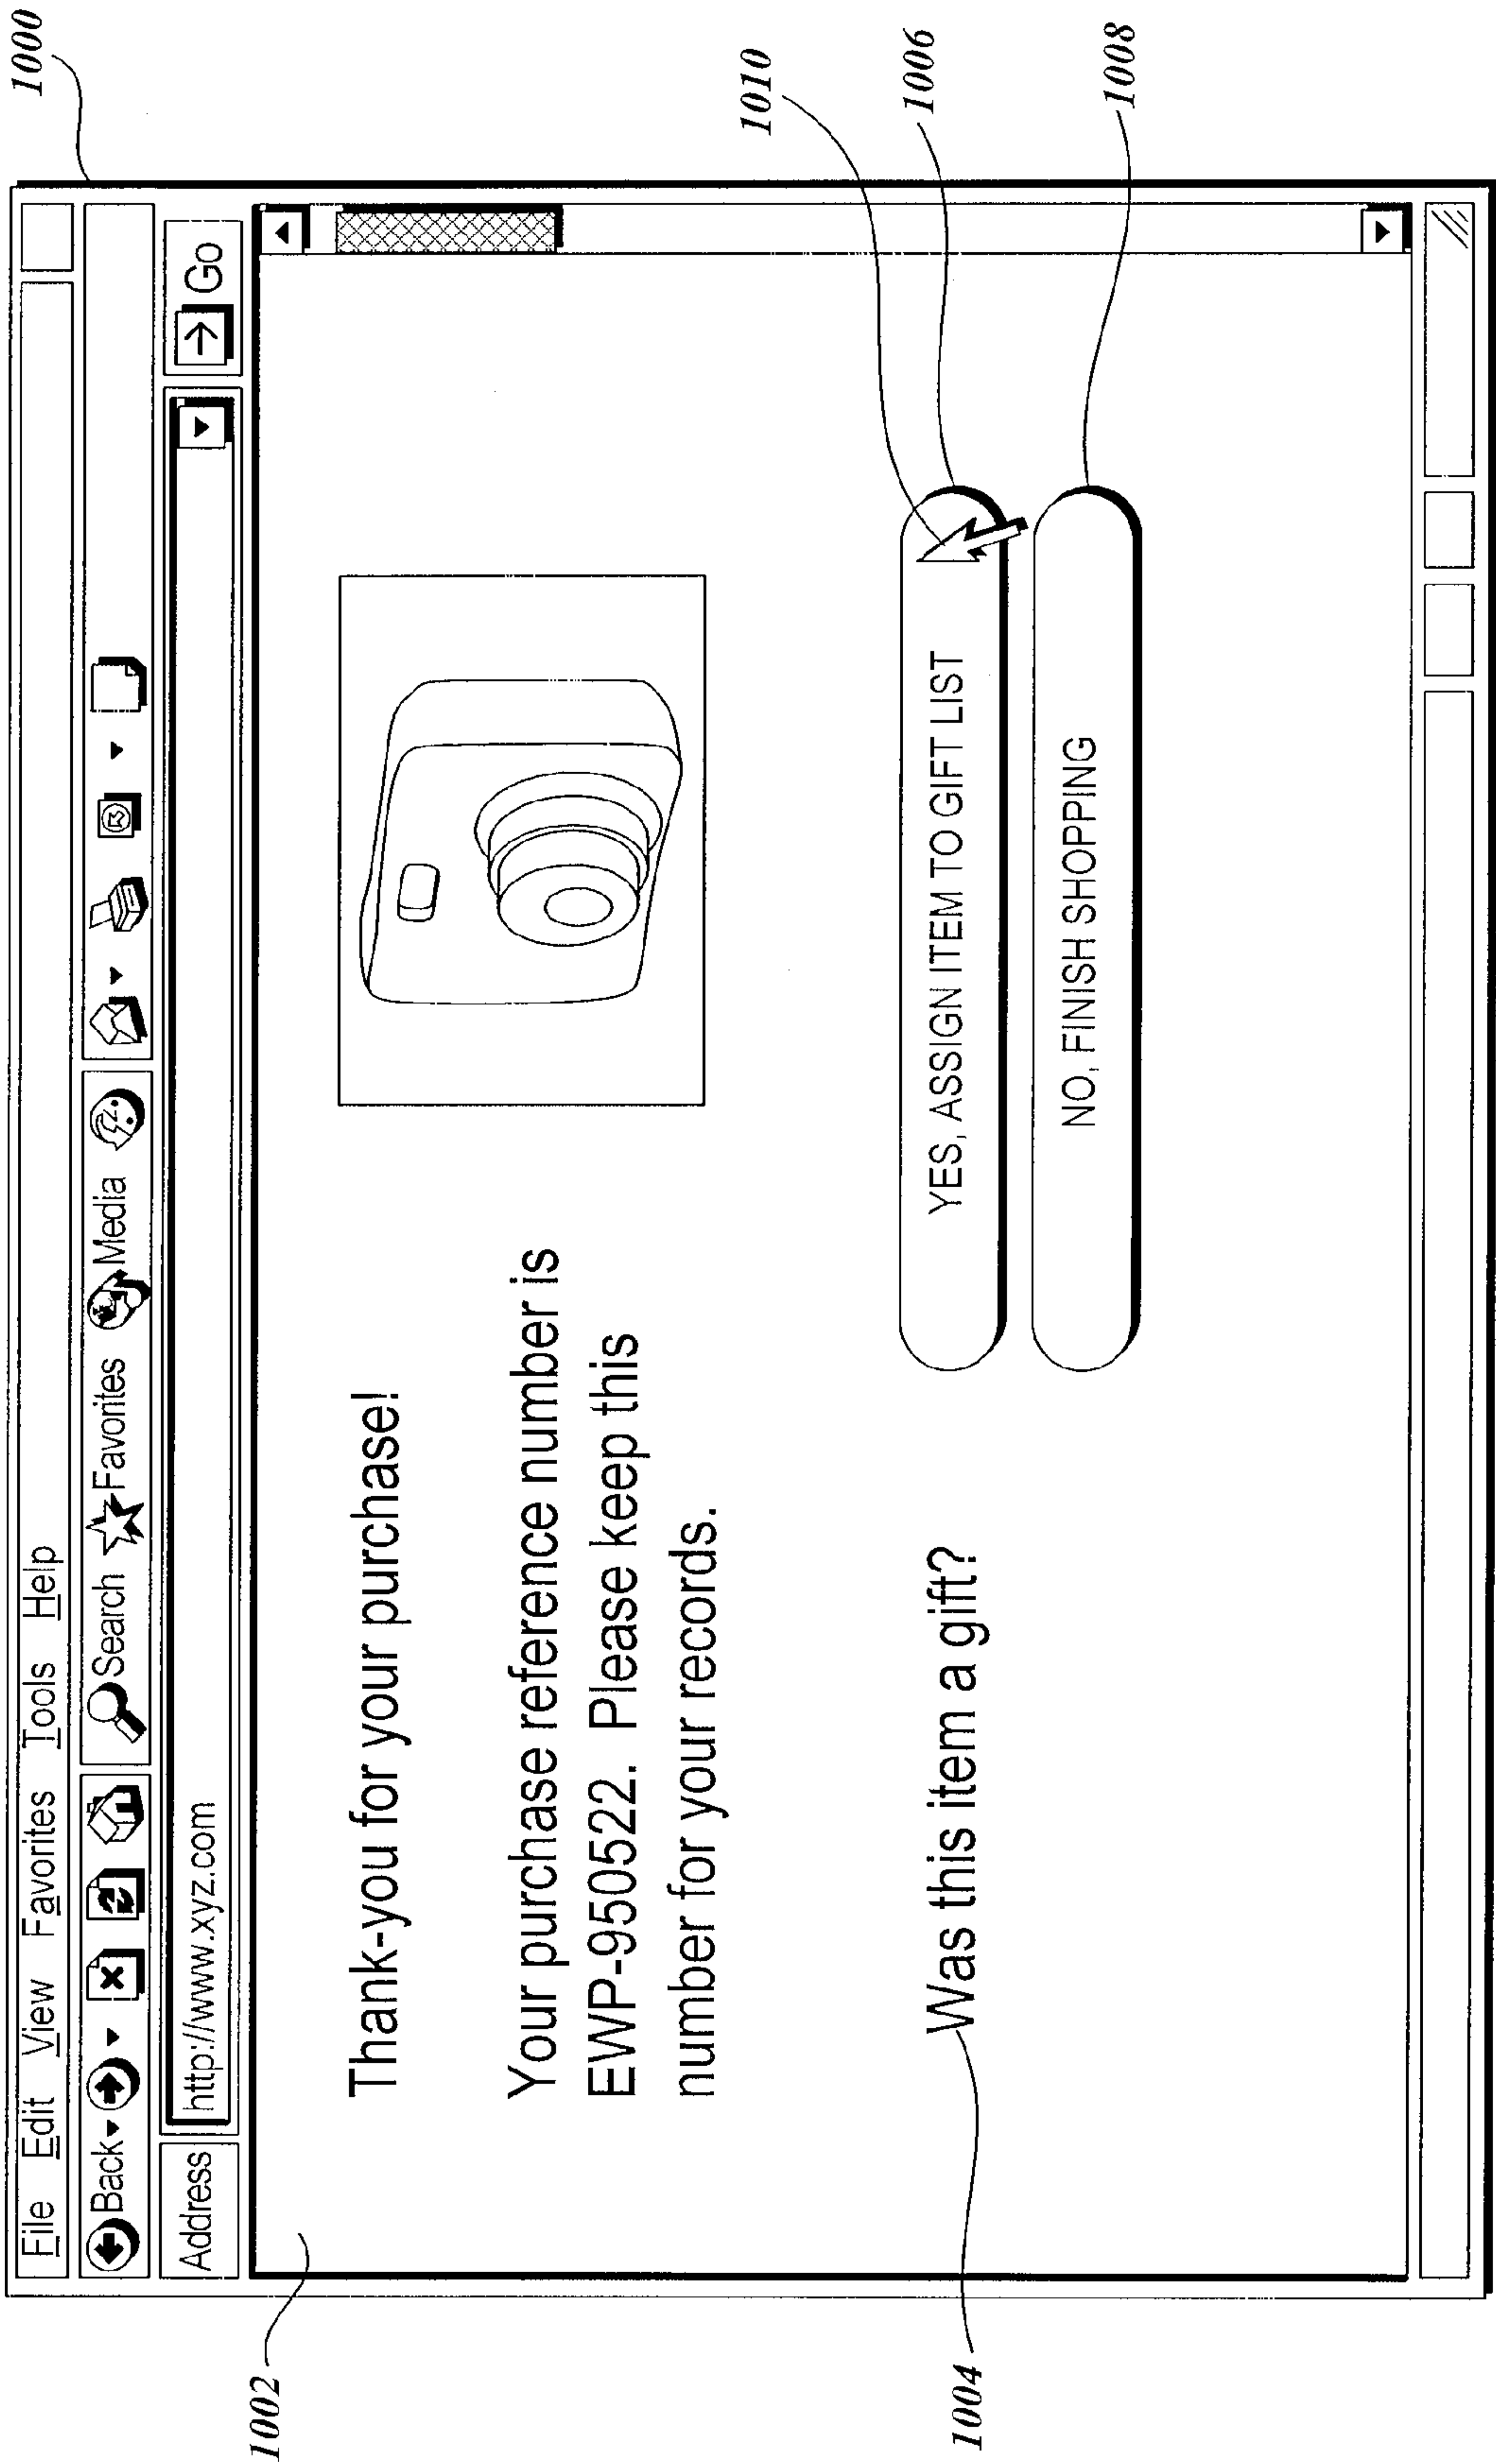 1000
File Edit View Favorites Tools Help
Back Search Favorites Media
Address http://www.xyz.com Go
1002
Thank-you for your purchase!
Your purchase reference number is
EWP-950522. Please keep this
number for your records.
1010
1006
1004
Was this item a gift?
YES, ASSIGN ITEM TO GIFT LIST
NO, FINISH SHOPPING
1008